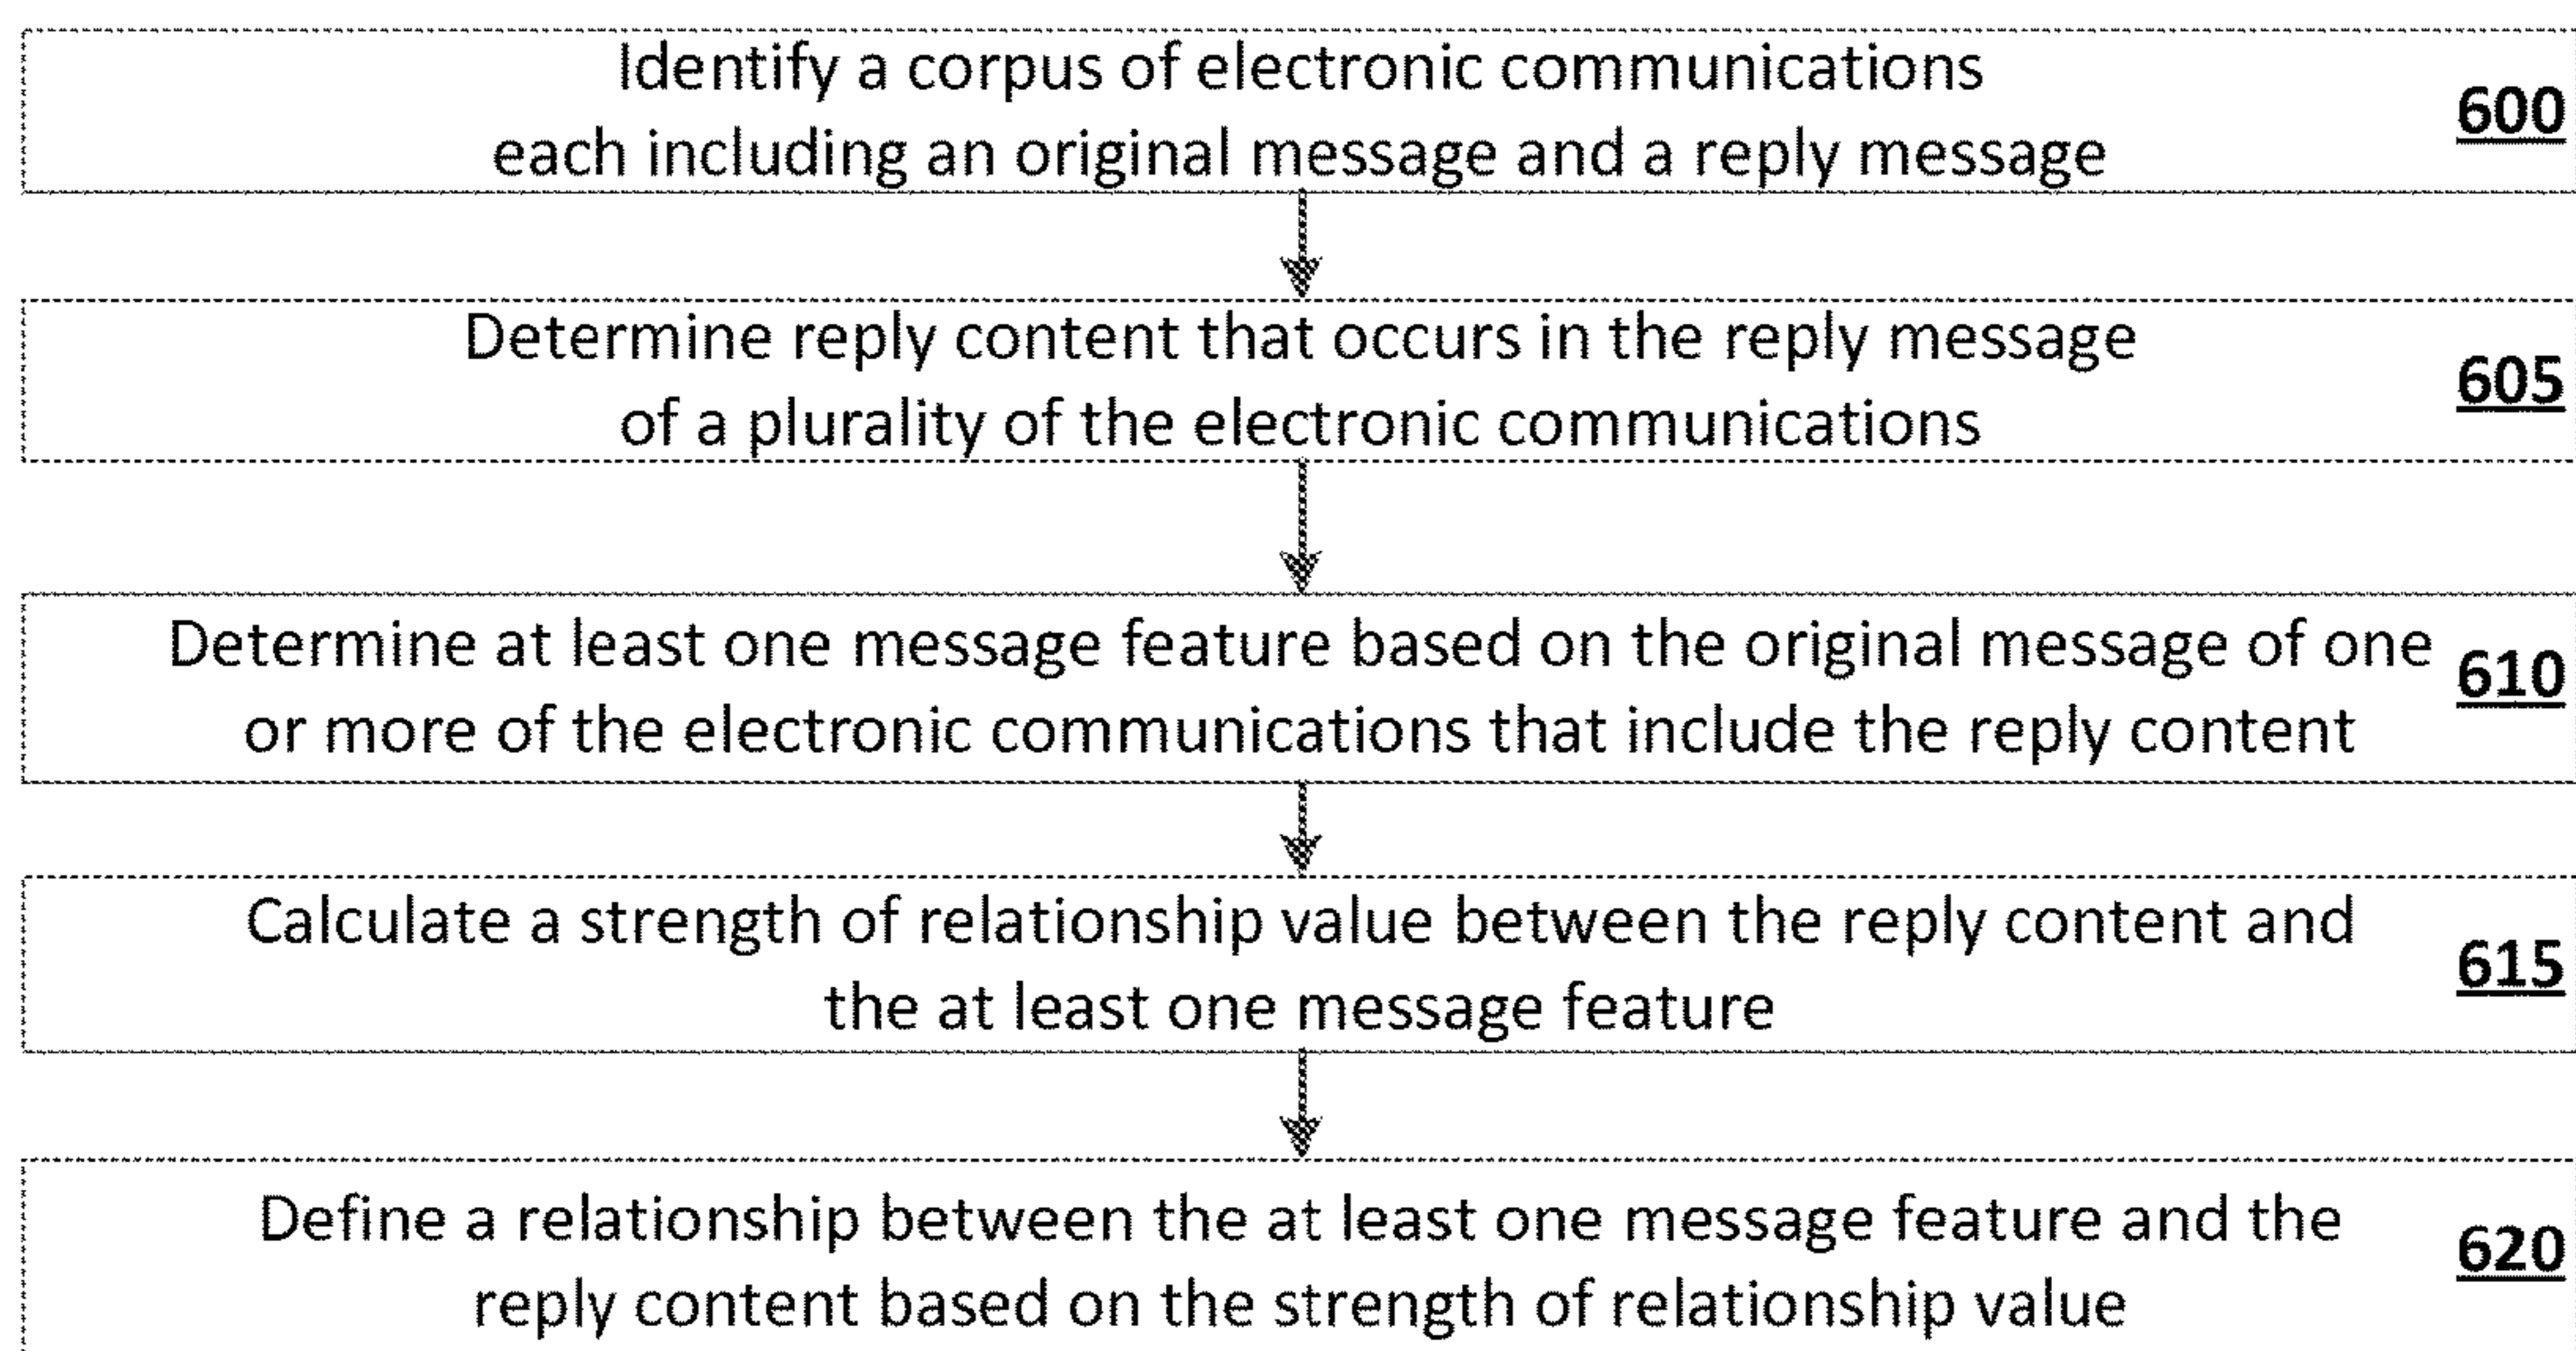 Identify a corpus of electronic communications
each including an original message and a reply message
600
Determine reply content that occurs in the reply message
of a plurality of the electronic communications
605
Determine at least one message feature based on the original message of one
or more of the electronic communications that include the reply content
610
Calculate a strength of relationship value between the reply content and
the at least one message feature
615
Define a relationship between the at least one message feature and the
reply content based on the strength of relationship value
620